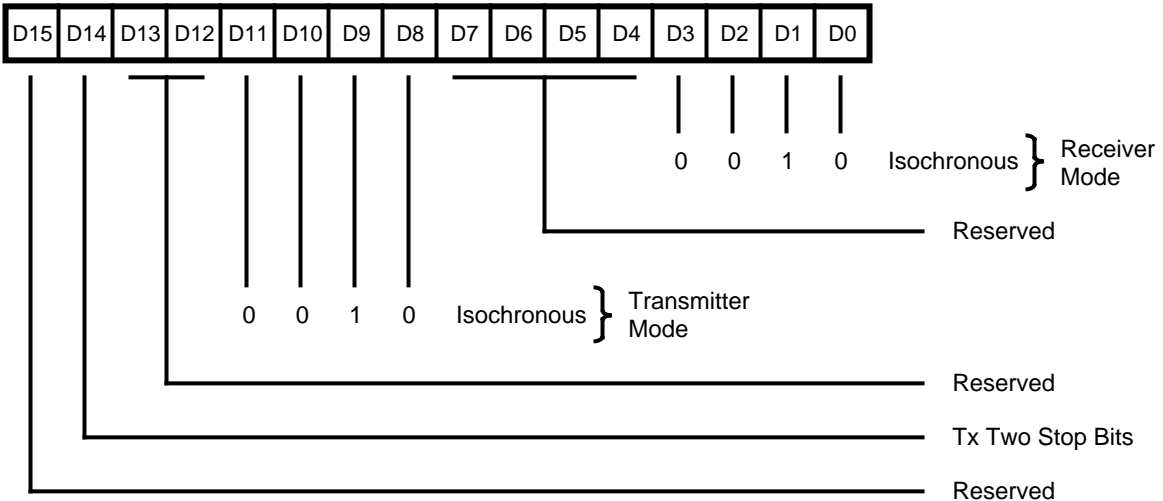 D15 D14 D13 D12 D11 D10 D9 D8 D7 D6 D5 D4 D3 D2 D1 D0
0 0 1 0 Isochronous } Receiver
Mode
Reserved
0 0 1 0 Isochronous } Transmitter
Mode
Reserved
Tx Two Stop Bits
Reserved